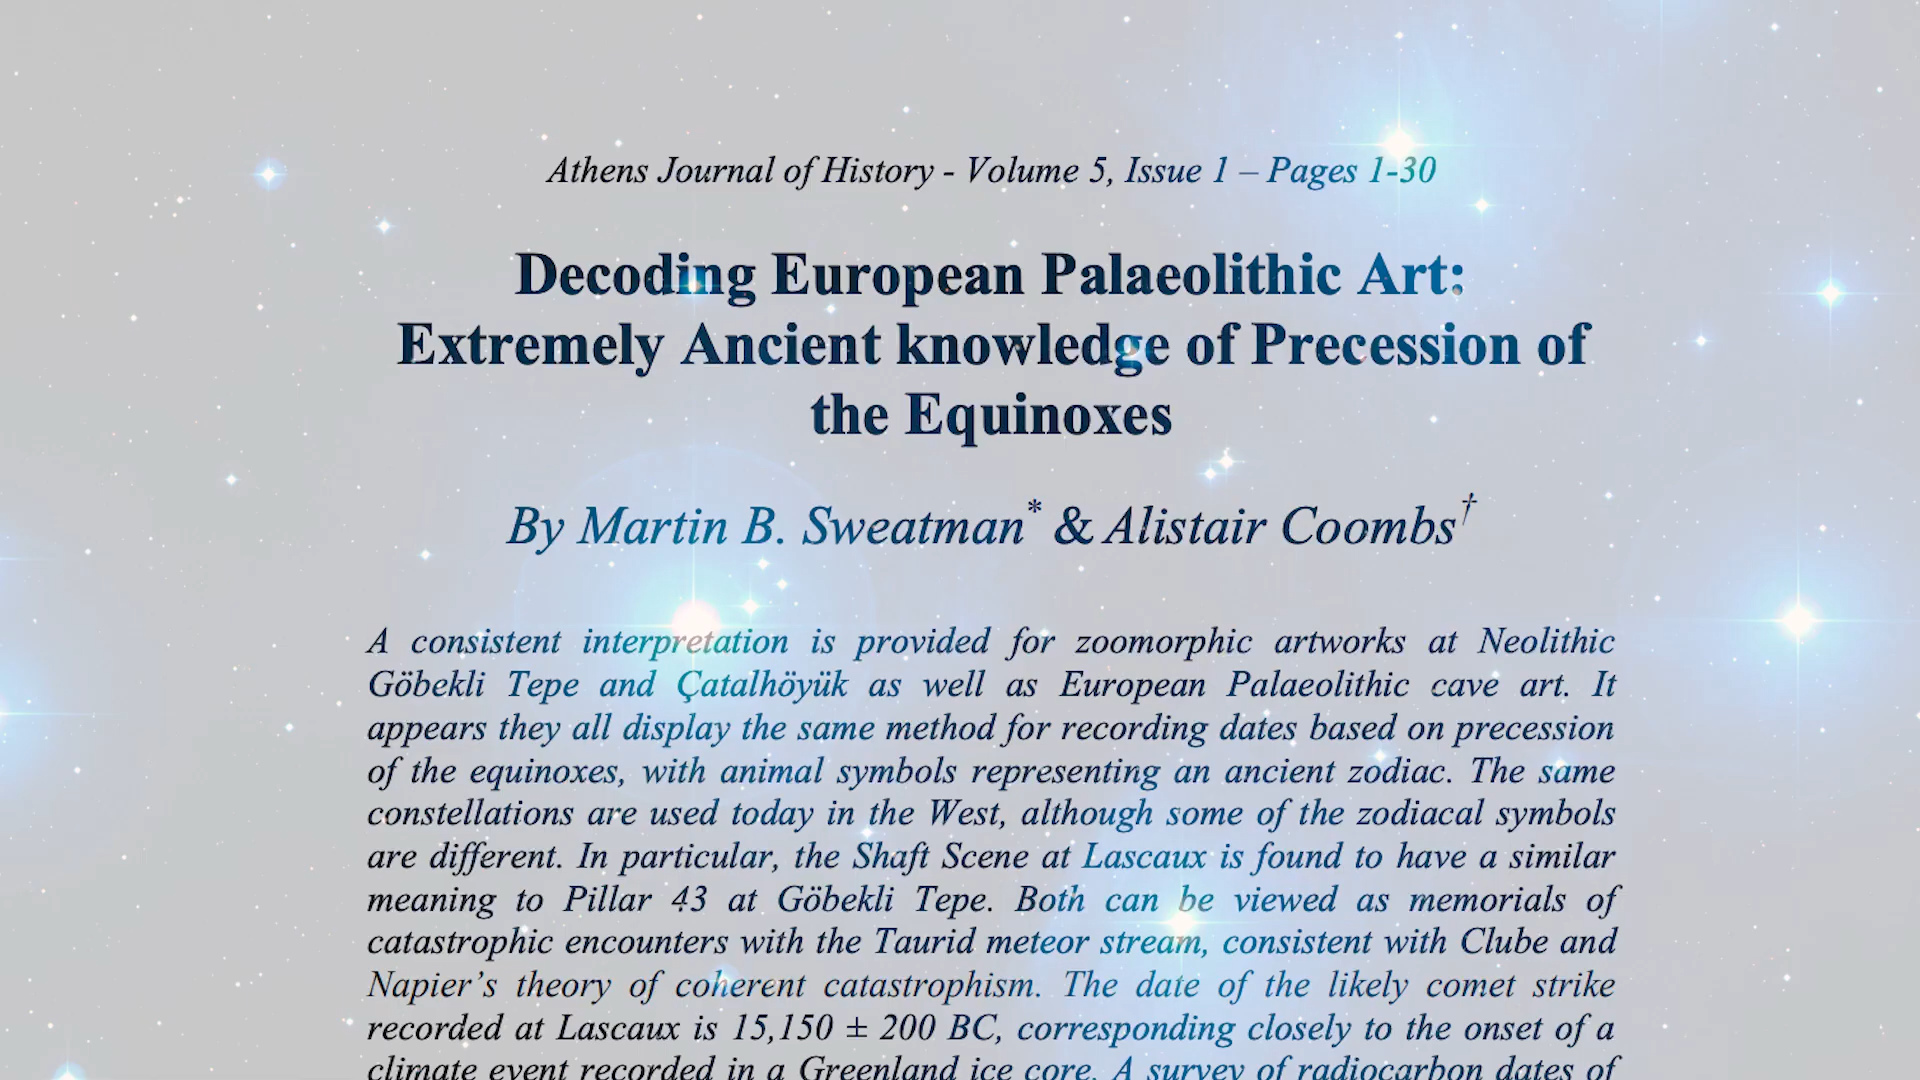 Athens Journal of History - Volume 5, Issue 1 – Pages 1-30
Decoding European Palaeolithic Art:
Extremely Ancient knowledge of Precession of
the Equinoxes
By Martin B. Sweatman* & Alistair Coombs†
A consistent interpretation is provided for zoomorphic artworks at Neolithic
Göbekli Tepe and Çatalhöyük as well as European Palaeolithic cave art. It
appears they all display the same method for recording dates based on precession
of the equinoxes, with animal symbols representing an ancient zodiac. The same
constellations are used today in the West, although some of the zodiacal symbols
are different. In particular, the Shaft Scene at Lascaux is found to have a similar
meaning to Pillar 43 at Göbekli Tepe. Both can be viewed as memorials of
catastrophic encounters with the Taurid meteor stream, consistent with Clube and
Napier’s theory of coherent catastrophism. The date of the likely comet strike
recorded at Lascaux is 15,150 ± 200 BC, corresponding closely to the onset of a
climate event recorded in a Greenland ice core. A survey of radiocarbon dates of